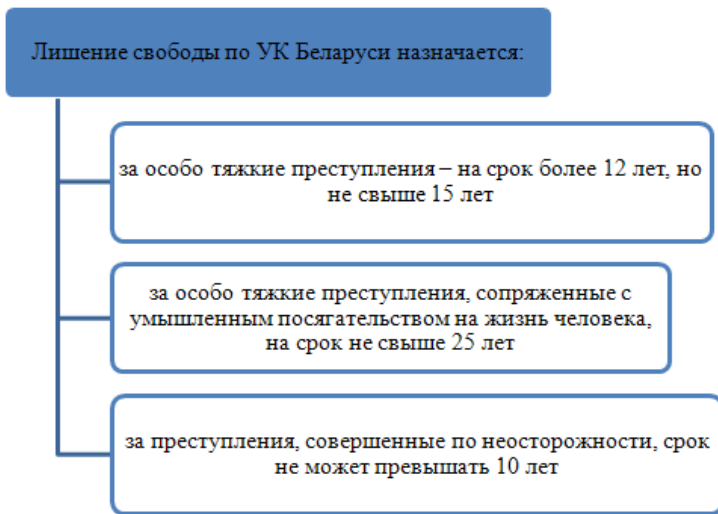 Лишение свободы по УК Беларуси назначается:
за особо тяжкие преступления – на срок более 12 лет, но
не свыше 15 лет
за особо тяжкие преступления, сопряженные с
умышленным посягательством на жизнь человека,
на срок не свыше 25 лет
за преступления, совершенные по неосторожности, срок
не может превышать 10 лет